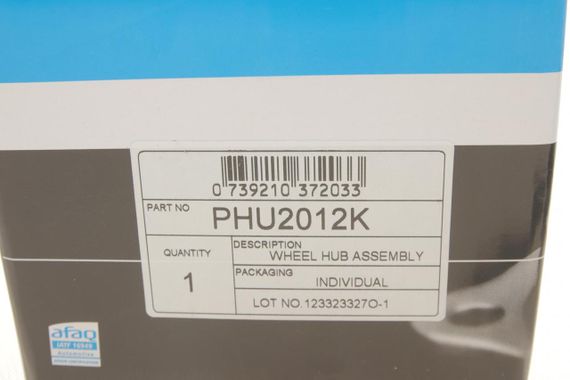 0 739210 372033
PART NO PHU2012K
QUANTITY
1
DESCRIPTION
WHEEL HUB ASSEMBLY
PACKAGING
INDIVIDUAL
LOT NO.123323327O-1
afaq
IATF 16949
Automotive